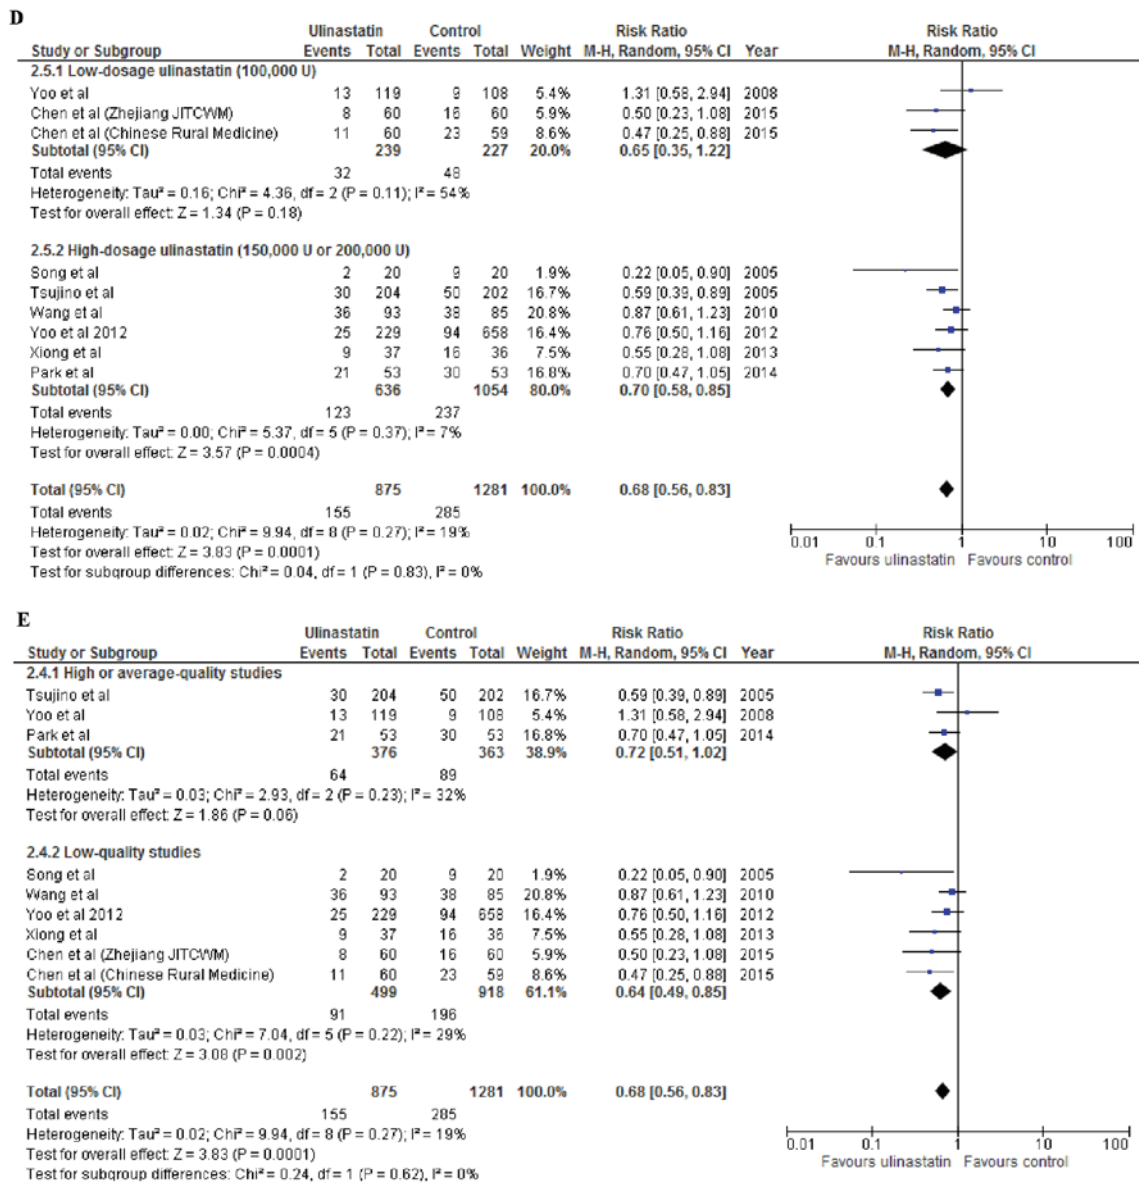 D
Ulinastatin Control Risk Ratio Risk Ratio
Study or Subgroup Events Total Events Total Weight M-H, Random, 95% CI Year M-H, Random, 95% CI
2.5.1 Low-dosage ulinastatin (100,000 U)
Yoo et al 13 119 9 108 5.4% 1.31 [0.58, 2.94] 2008
Chen et al (Zhejiang JITCWM) 8 60 16 60 5.9% 0.50 [0.23, 1.08] 2015
Chen et al (Chinese Rural Medicine) 11 60 23 59 8.6% 0.47 [0.25, 0.88] 2015
Subtotal (95% CI) 239 227 20.0% 0.65 [0.35, 1.22]
Total events 32 48
Heterogeneity: Tau² = 0.16; Chi² = 4.36, df = 2 (P = 0.11); I² = 54%
Test for overall effect: Z = 1.34 (P = 0.18)
2.5.2 High-dosage ulinastatin (150,000 U or 200,000 U)
Song et al 2 20 9 20 1.9% 0.22 [0.05, 0.90] 2005
Tsujino et al 30 204 50 202 16.7% 0.59 [0.39, 0.89] 2005
Wang et al 36 93 38 85 20.8% 0.87 [0.61, 1.23] 2010
Yoo et al 2012 25 229 94 658 16.4% 0.76 [0.50, 1.16] 2012
Xiong et al 9 37 16 36 7.5% 0.55 [0.28, 1.08] 2013
Park et al 21 53 30 53 16.8% 0.70 [0.47, 1.05] 2014
Subtotal (95% CI) 636 1054 80.0% 0.70 [0.58, 0.85]
Total events 123 237
Heterogeneity: Tau² = 0.00; Chi² = 5.37, df = 5 (P = 0.37); I² = 7%
Test for overall effect: Z = 3.57 (P = 0.0004)
Total (95% CI) 875 1281 100.0% 0.68 [0.56, 0.83]
Total events 155 285
Heterogeneity: Tau² = 0.02; Chi² = 9.94, df = 8 (P = 0.27); I² = 19%
Test for overall effect: Z = 3.83 (P = 0.0001)
Test for subgroup differences: Chi² = 0.04, df = 1 (P = 0.83), I² = 0%
0.01 0.1 1 10 100
Favours ulinastatin Favours control
E
Ulinastatin Control Risk Ratio Risk Ratio
Study or Subgroup Events Total Events Total Weight M-H, Random, 95% CI Year M-H, Random, 95% CI
2.4.1 High or average-quality studies
Tsujino et al 30 204 50 202 16.7% 0.59 [0.39, 0.89] 2005
Yoo et al 13 119 9 108 5.4% 1.31 [0.58, 2.94] 2008
Park et al 21 53 30 53 16.8% 0.70 [0.47, 1.05] 2014
Subtotal (95% CI) 376 363 38.9% 0.72 [0.51, 1.02]
Total events 64 89
Heterogeneity: Tau² = 0.03; Chi² = 2.93, df = 2 (P = 0.23); I² = 32%
Test for overall effect: Z = 1.86 (P = 0.06)
2.4.2 Low-quality studies
Song et al 2 20 9 20 1.9% 0.22 [0.05, 0.90] 2005
Wang et al 36 93 38 85 20.8% 0.87 [0.61, 1.23] 2010
Yoo et al 2012 25 229 94 658 16.4% 0.76 [0.50, 1.16] 2012
Xiong et al 9 37 16 36 7.5% 0.55 [0.28, 1.08] 2013
Chen et al (Zhejiang JITCWM) 8 60 16 60 5.9% 0.50 [0.23, 1.08] 2015
Chen et al (Chinese Rural Medicine) 11 60 23 59 8.6% 0.47 [0.25, 0.88] 2015
Subtotal (95% CI) 499 918 61.1% 0.64 [0.49, 0.85]
Total events 91 196
Heterogeneity: Tau² = 0.03; Chi² = 7.04, df = 5 (P = 0.22); I² = 29%
Test for overall effect: Z = 3.08 (P = 0.002)
Total (95% CI) 875 1281 100.0% 0.68 [0.56, 0.83]
Total events 155 285
Heterogeneity: Tau² = 0.02; Chi² = 9.94, df = 8 (P = 0.27); I² = 19%
Test for overall effect: Z = 3.83 (P = 0.0001)
Test for subgroup differences: Chi² = 0.24, df = 1 (P = 0.62), I² = 0%
0.01 0.1 1 10 100
Favours ulinastatin Favours control